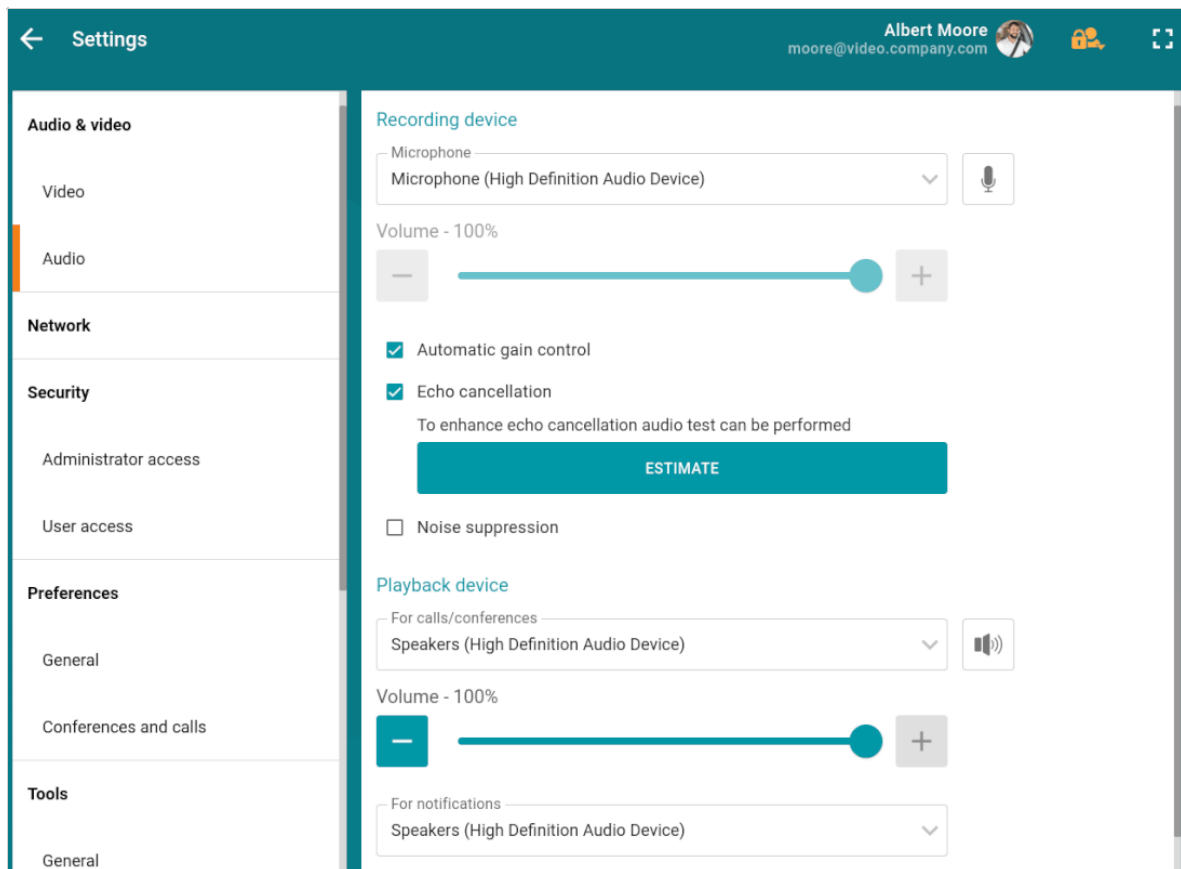 Settings
Albert Moore
moore@video.company.com
Audio & video
Video
Audio
Network
Security
Administrator access
User access
Preferences
General
Conferences and calls
Tools
General
Recording device
Microphone
Microphone (High Definition Audio Device)
Volume - 100%
Automatic gain control
Echo cancellation
To enhance echo cancellation audio test can be performed
ESTIMATE
Noise suppression
Playback device
For calls/conferences
Speakers (High Definition Audio Device)
Volume - 100%
For notifications
Speakers (High Definition Audio Device)